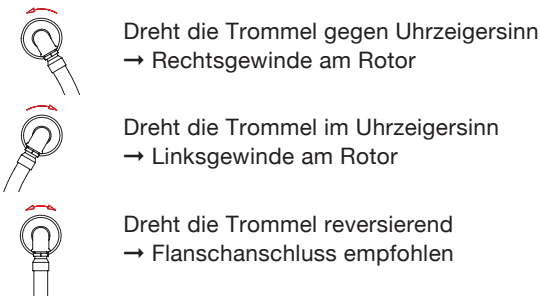 Dreht die Trommel gegen Uhrzeigersinn
➞ Rechtsgewinde am Rotor
Dreht die Trommel im Uhrzeigersinn
➞ Linksgewinde am Rotor
Dreht die Trommel reversierend
➞ Flanschanschluss empfohlen